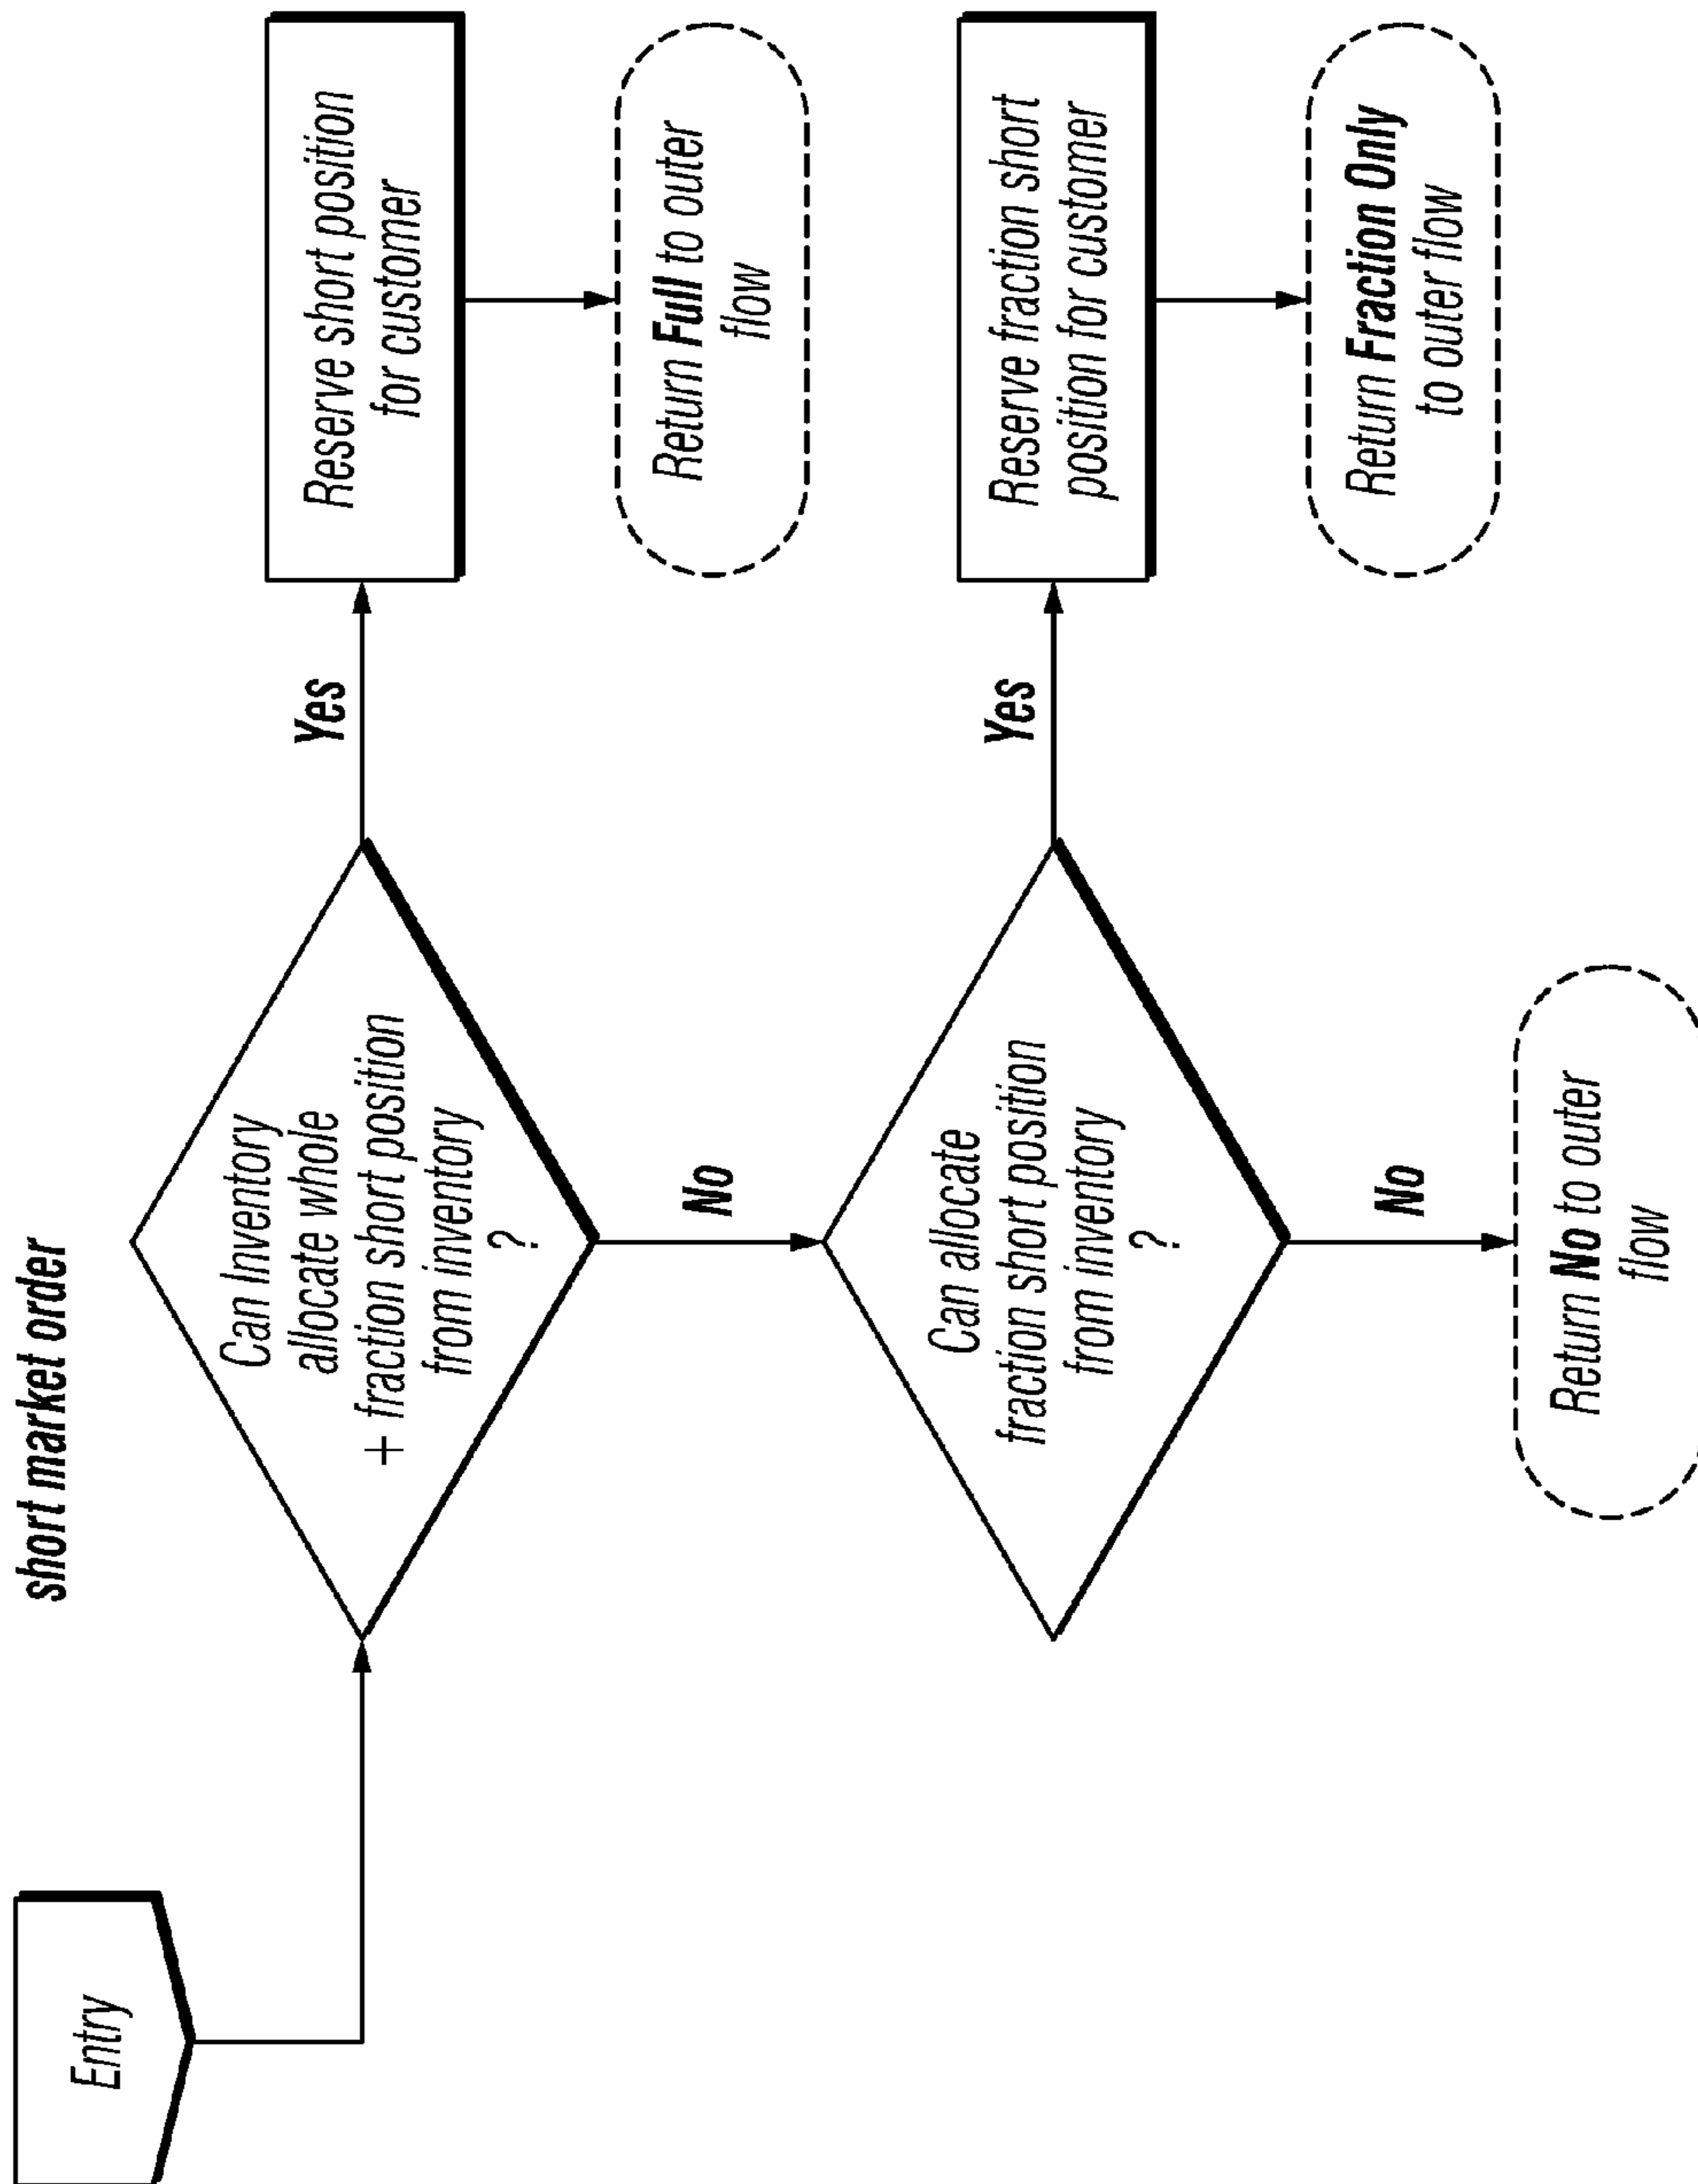 short market order
Entry
Can Inventory
allocate whole
+ fraction short position
from inventory
?
Yes
Reserve short position
for customer
Return Full to outer
flow
No
Can allocate
fraction short position
from inventory
?
Yes
Reserve fraction short
position for customer
Return Fraction Only
to outer flow
No
Return No to outer
flow